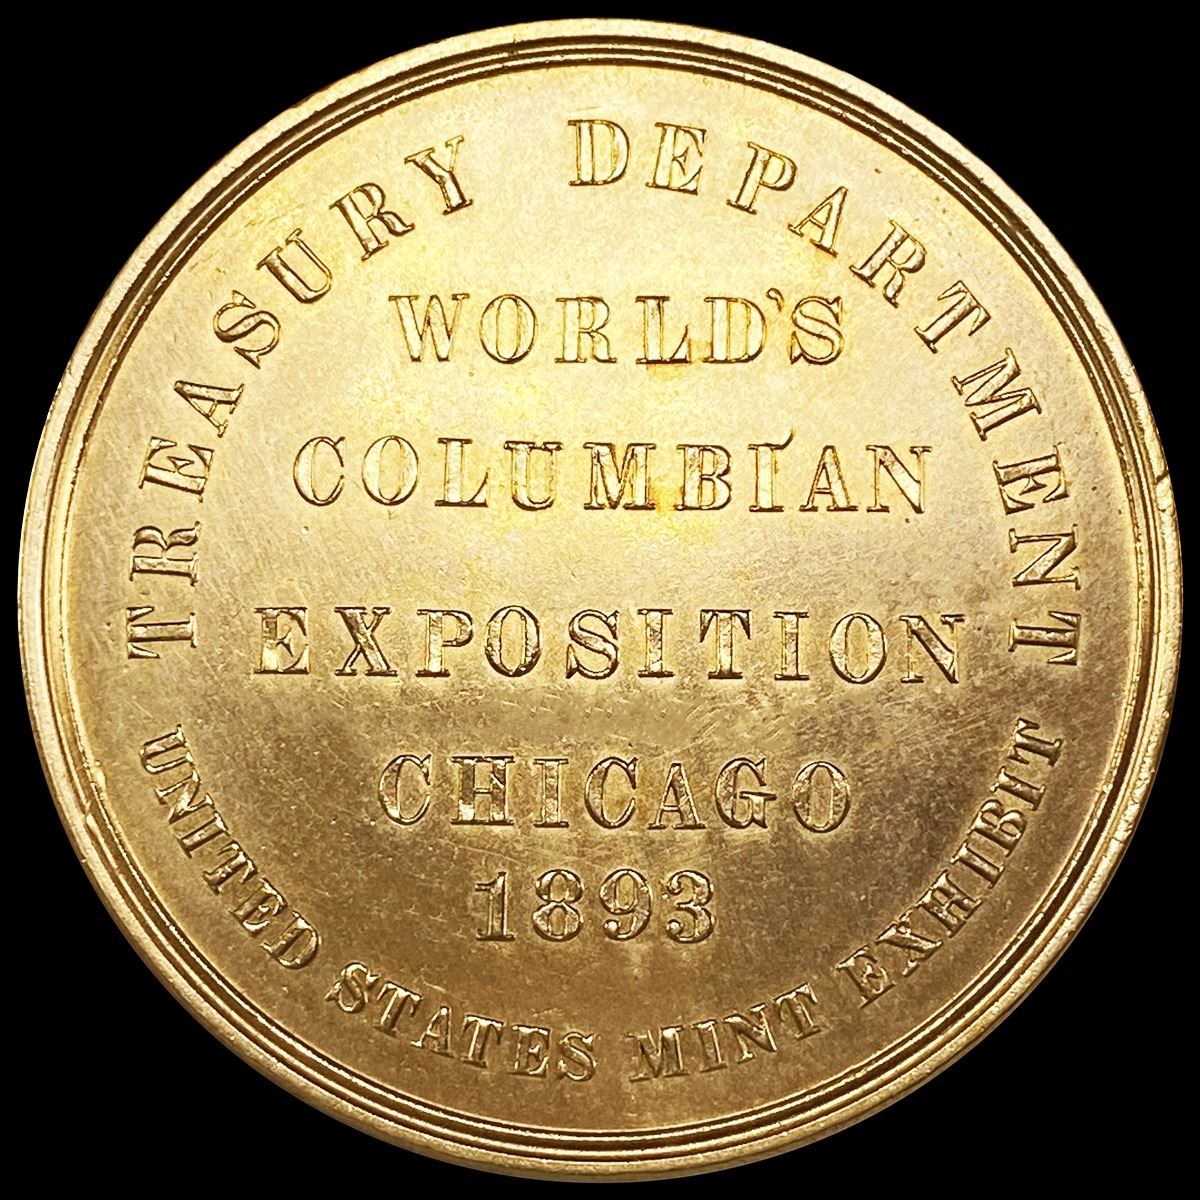 TREASURY DEPARTMENT
WORLD'S
COLUMBIAN
EXPOSITION
CHICAGO
1893
UNITED STATES MINT EXHIBIT